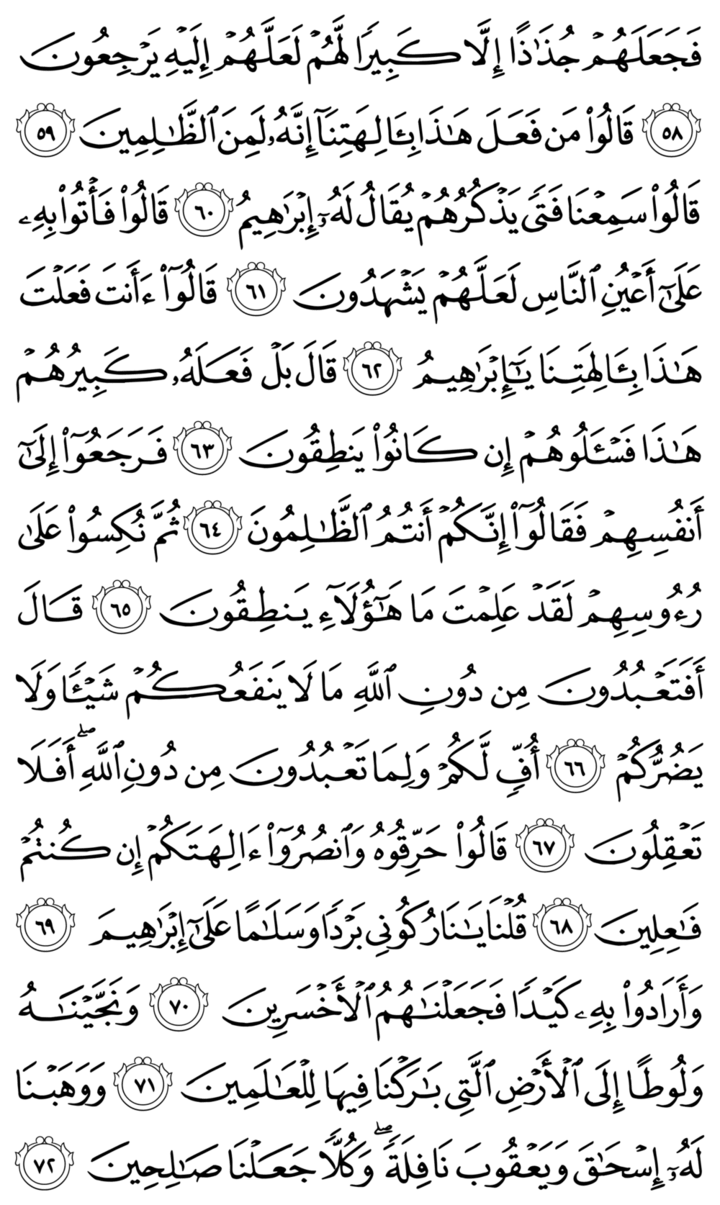 فَجَعَلَهُمْ جُذَٰذًا إِلَّا كَبِيرًا لَّهُمْ لَعَلَّهُمْ إِلَيْهِ يَرْجِعُونَ
٥٨ قَالُوا۟ مَن فَعَلَ هَٰذَا بِـَٔالِهَتِنَآ إِنَّهُۥ لَمِنَ ٱلظَّٰلِمِينَ ٥٩
قَالُوا۟ سَمِعْنَا فَتًى يَذْكُرُهُمْ يُقَالُ لَهُۥٓ إِبْرَٰهِيمُ ٦٠ قَالُوا۟ فَأْتُوا۟ بِهِۦ
عَلَىٰٓ أَعْيُنِ ٱلنَّاسِ لَعَلَّهُمْ يَشْهَدُونَ ٦١ قَالُوٓا۟ ءَأَنتَ فَعَلْتَ
هَٰذَا بِـَٔالِهَتِنَا يَٰٓإِبْرَٰهِيمُ ٦٢ قَالَ بَلْ فَعَلَهُۥ كَبِيرُهُمْ
هَٰذَا فَسْـَٔلُوهُمْ إِن كَانُوا۟ يَنطِقُونَ ٦٣ فَرَجَعُوٓا۟ إِلَىٰٓ
أَنفُسِهِمْ فَقَالُوٓا۟ إِنَّكُمْ أَنتُمُ ٱلظَّٰلِمُونَ ٦٤ ثُمَّ نُكِسُوا۟ عَلَىٰ
رُءُوسِهِمْ لَقَدْ عَلِمْتَ مَا هَٰٓؤُلَآءِ يَنطِقُونَ ٦٥ قَالَ
أَفَتَعْبُدُونَ مِن دُونِ ٱللَّهِ مَا لَا يَنفَعُكُمْ شَيْـًٔا وَلَا
يَضُرُّكُمْ ٦٦ أُفٍّ لَّكُمْ وَلِمَا تَعْبُدُونَ مِن دُونِ ٱللَّهِ ۖ أَفَلَا
تَعْقِلُونَ ٦٧ قَالُوا۟ حَرِّقُوهُ وَٱنصُرُوٓا۟ ءَالِهَتَكُمْ إِن كُنتُمْ
فَٰعِلِينَ ٦٨ قُلْنَا يَٰنَارُ كُونِى بَرْدًا وَسَلَٰمًا عَلَىٰٓ إِبْرَٰهِيمَ ٦٩
وَأَرَادُوا۟ بِهِۦ كَيْدًا فَجَعَلْنَٰهُمُ ٱلْأَخْسَرِينَ ٧٠ وَنَجَّيْنَٰهُ
وَلُوطًا إِلَى ٱلْأَرْضِ ٱلَّتِى بَٰرَكْنَا فِيهَا لِلْعَٰلَمِينَ ٧١ وَوَهَبْنَا
لَهُۥٓ إِسْحَٰقَ وَيَعْقُوبَ نَافِلَةً ۖ وَكُلًّا جَعَلْنَا صَٰلِحِينَ ٧٢